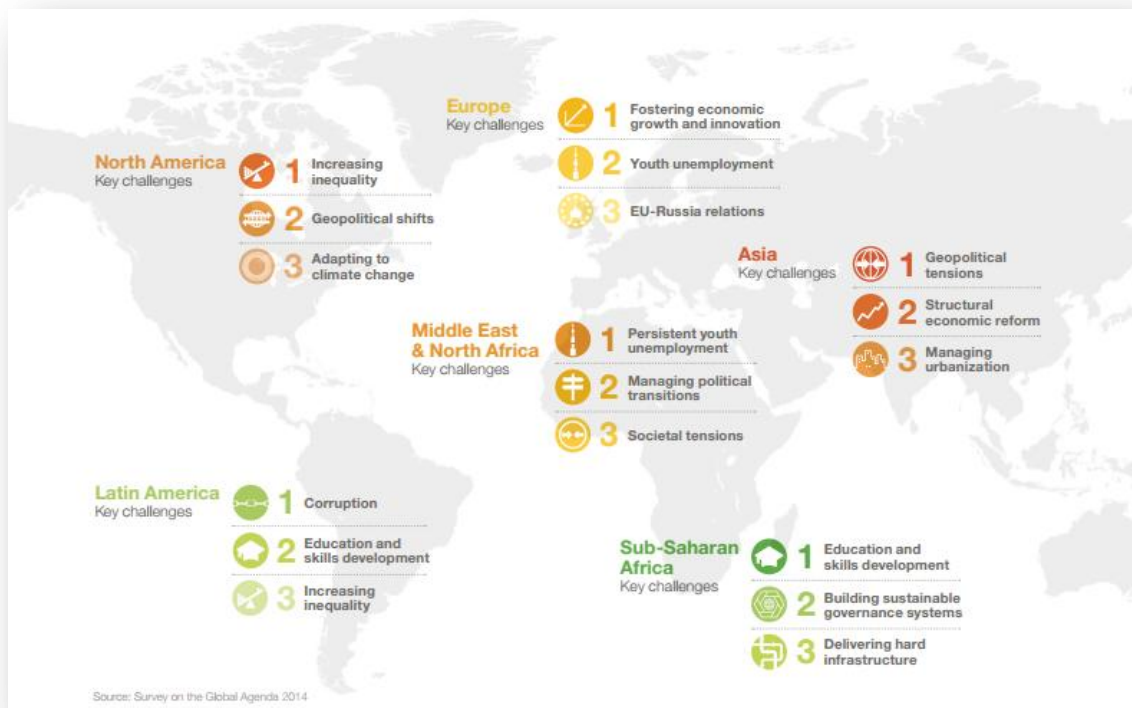 Europe
Key challenges
1 Fostering economic
growth and innovation
2 Youth unemployment
3 EU-Russia relations
North America
Key challenges
1 Increasing
inequality
2 Geopolitical shifts
3 Adapting to
climate change
Asia
Key challenges
1 Geopolitical
tensions
2 Structural
economic reform
3 Managing
urbanization
Middle East
& North Africa
Key challenges
1 Persistent youth
unemployment
2 Managing political
transitions
3 Societal tensions
Latin America
Key challenges
1 Corruption
2 Education and
skills development
3 Increasing
inequality
Sub-Saharan
Africa
Key challenges
1 Education and
skills development
2 Building sustainable
governance systems
3 Delivering hard
infrastructure
Source: Survey on the Global Agenda 2014